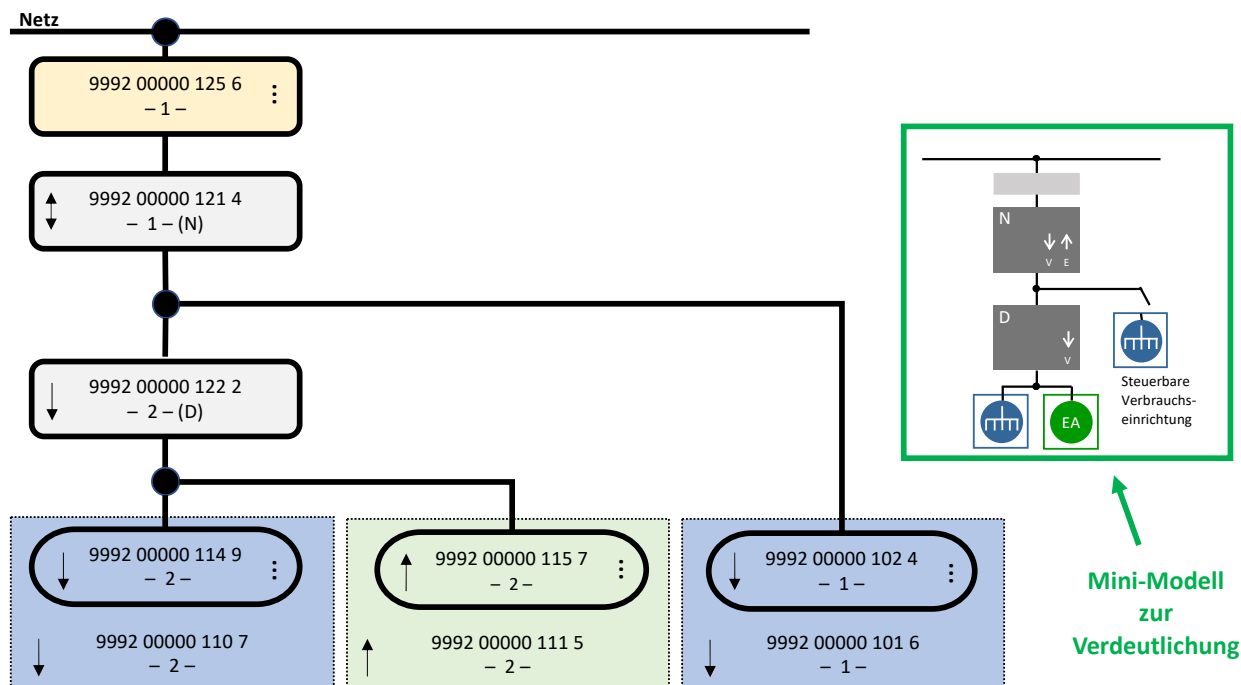 Netz
9992 00000 125 6
– 1 –
9992 00000 121 4
– 1 – (N)
9992 00000 122 2
– 2 – (D)
9992 00000 114 9
– 2 –
9992 00000 110 7
– 2 –
9992 00000 115 7
– 2 –
9992 00000 111 5
– 2 –
9992 00000 102 4
– 1 –
9992 00000 101 6
– 1 –
N
V E
D
V
EA
Steuerbare
Verbrauchs-
einrichtung
Mini-Modell
zur
Verdeutlichung